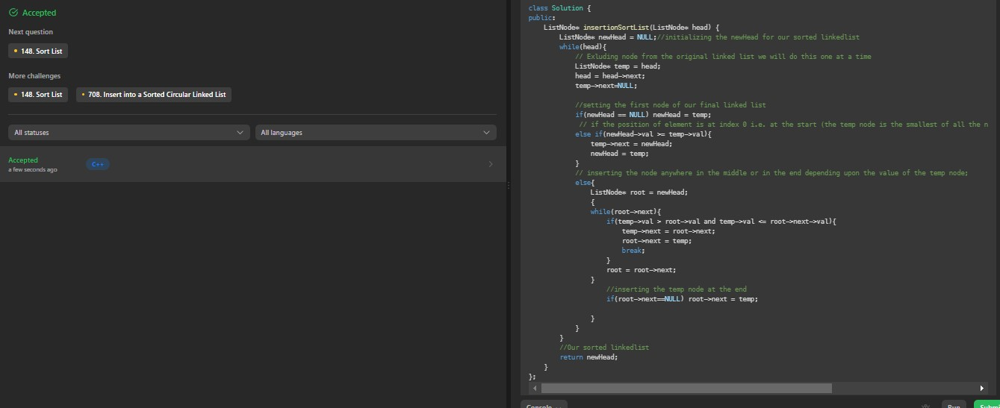 Accepted
Next question
148. Sort List
More challenges
148. Sort List
708. Insert into a Sorted Circular Linked List
All statuses
All languages
Accepted
a few seconds ago
C++
class Solution {
public:
    ListNode* insertionSortList(ListNode* head) {
        ListNode* newHead = NULL;//initializing the newHead for our sorted linkedlist
        while(head){
            // Exluding node from the original linked list we will do this one at a time
            ListNode* temp = head;
            head = head->next;
            temp->next=NULL;
            //setting the first node of our final linked list
            if(newHead == NULL) newHead = temp;
             // if the position of element is at index 0 i.e. at the start (the temp node is the smallest of all the n
            else if(newHead->val >= temp->val){
                temp->next = newHead;
                newHead = temp;
            }
            // inserting the node anywhere in the middle or in the end depending upon the value of the temp node;
            else{
                ListNode* root = newHead;
                {
                while(root->next){
                    if(temp->val > root->val and temp->val <= root->next->val){
                        temp->next = root->next;
                        root->next = temp;
                        break;
                    }
                    root = root->next;
                }
                    //inserting the temp node at the end
                    if(root->next==NULL) root->next = temp;
                }
            }
        }
        //Our sorted linkedlist
        return newHead;
    }
};
Console
Run
Submi